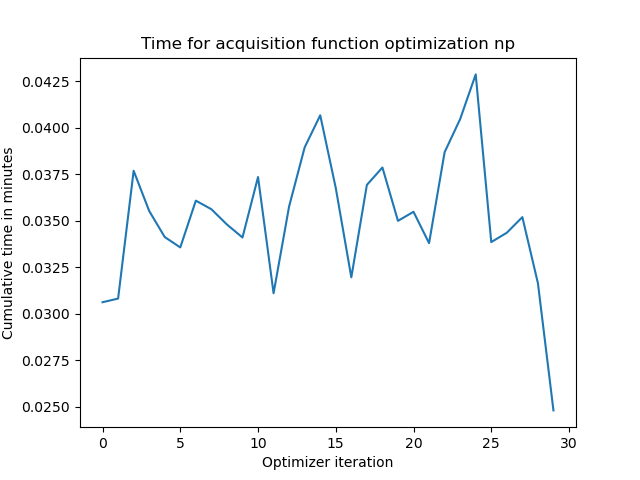 Time for acquisition function optimization np
Cumulative time in minutes
0.0425
0.0400
0.0375
0.0350
0.0325
0.0300
0.0275
0.0250
0 5 10 15 20 25 30
Optimizer iteration